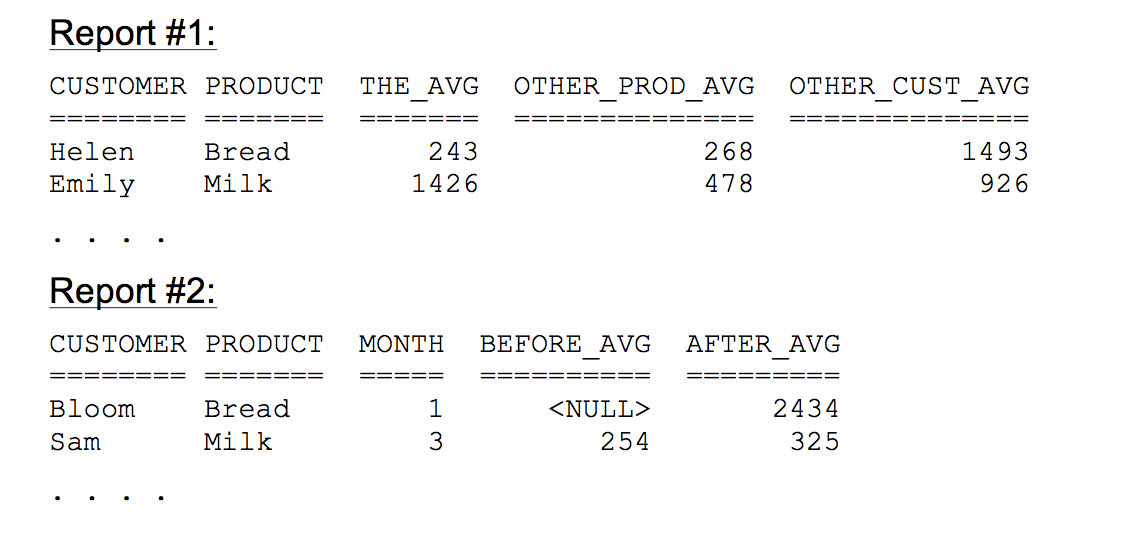 Report #1:
CUSTOMER PRODUCT THE_AVG OTHER_PROD_AVG OTHER_CUST_AVG
======== ======= ======= ============== ==============
Helen Bread 243 268 1493
Emily Milk 1426 478 926
. . . .
Report #2:
CUSTOMER PRODUCT MONTH BEFORE_AVG AFTER_AVG
======== ======= ===== ========== =========
Bloom Bread 1 <NULL> 2434
Sam Milk 3 254 325
. . . .